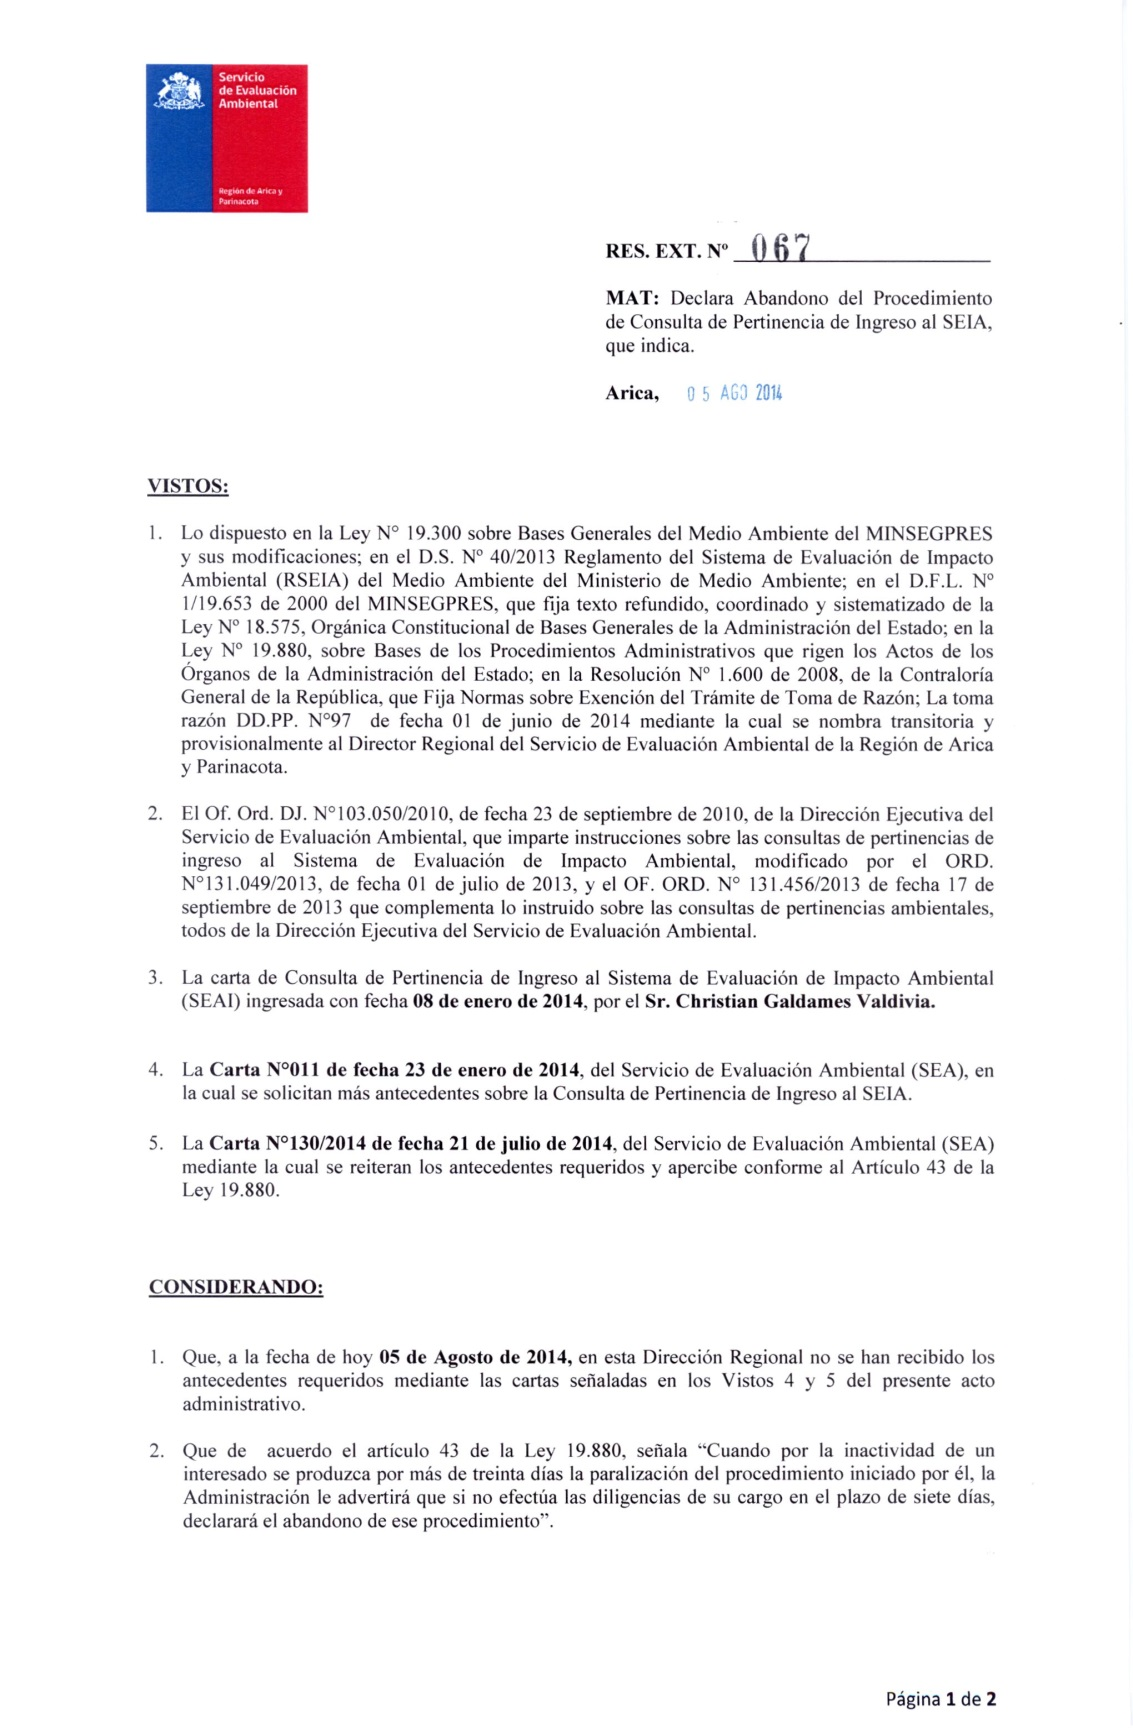 Servicio
de Evaluación
Ambiental
Región de Arica y
Parinacota
RES. EXT. Nº 067
MAT: Declara Abandono del Procedimiento
de Consulta de Pertinencia de Ingreso al SEIA,
que indica.
Arica, 05 AGO 2014
VISTOS:
1. Lo dispuesto en la Ley N° 19.300 sobre Bases Generales del Medio Ambiente del MINSEGPRES
y sus modificaciones; en el D.S. N° 40/2013 Reglamento del Sistema de Evaluación de Impacto
Ambiental (RSEIA) del Medio Ambiente del Ministerio de Medio Ambiente; en el D.F.L. N°
1/19.653 de 2000 del MINSEGPRES, que fija texto refundido, coordinado y sistematizado de la
Ley N° 18.575, Orgánica Constitucional de Bases Generales de la Administración del Estado; en la
Ley N° 19.880, sobre Bases de los Procedimientos Administrativos que rigen los Actos de los
Órganos de la Administración del Estado; en la Resolución N° 1.600 de 2008, de la Contraloría
General de la República, que Fija Normas sobre Exención del Trámite de Toma de Razón; La toma
razón DD.PP. N°97 de fecha 01 de junio de 2014 mediante la cual se nombra transitoria y
provisionalmente al Director Regional del Servicio de Evaluación Ambiental de la Región de Arica
y Parinacota.
2. El Of. Ord. DJ. N°103.050/2010, de fecha 23 de septiembre de 2010, de la Dirección Ejecutiva del
Servicio de Evaluación Ambiental, que imparte instrucciones sobre las consultas de pertinencias de
ingreso al Sistema de Evaluación de Impacto Ambiental, modificado por el ORD.
N°131.049/2013, de fecha 01 de julio de 2013, y el OF. ORD. N° 131.456/2013 de fecha 17 de
septiembre de 2013 que complementa lo instruido sobre las consultas de pertinencias ambientales,
todos de la Dirección Ejecutiva del Servicio de Evaluación Ambiental.
3. La carta de Consulta de Pertinencia de Ingreso al Sistema de Evaluación de Impacto Ambiental
(SEAI) ingresada con fecha 08 de enero de 2014, por el Sr. Christian Galdames Valdivia.
4. La Carta N°011 de fecha 23 de enero de 2014, del Servicio de Evaluación Ambiental (SEA), en
la cual se solicitan más antecedentes sobre la Consulta de Pertinencia de Ingreso al SEIA.
5. La Carta N°130/2014 de fecha 21 de julio de 2014, del Servicio de Evaluación Ambiental (SEA)
mediante la cual se reiteran los antecedentes requeridos y apercibe conforme al Artículo 43 de la
Ley 19.880.
CONSIDERANDO:
1. Que, a la fecha de hoy 05 de Agosto de 2014, en esta Dirección Regional no se han recibido los
antecedentes requeridos mediante las cartas señaladas en los Vistos 4 y 5 del presente acto
administrativo.
2. Que de acuerdo el artículo 43 de la Ley 19.880, señala “Cuando por la inactividad de un
interesado se produzca por más de treinta días la paralización del procedimiento iniciado por él, la
Administración le advertirá que si no efectúa las diligencias de su cargo en el plazo de siete días,
declarará el abandono de ese procedimiento”.
Página 1 de 2